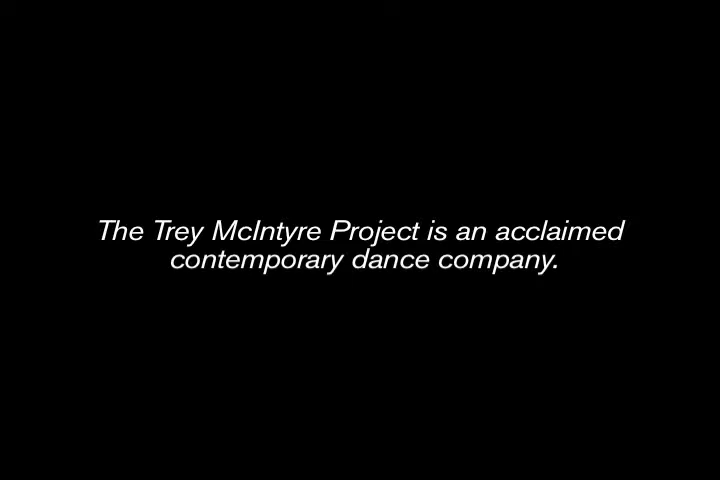 The Trey McIntyre Project is an acclaimed
contemporary dance company.